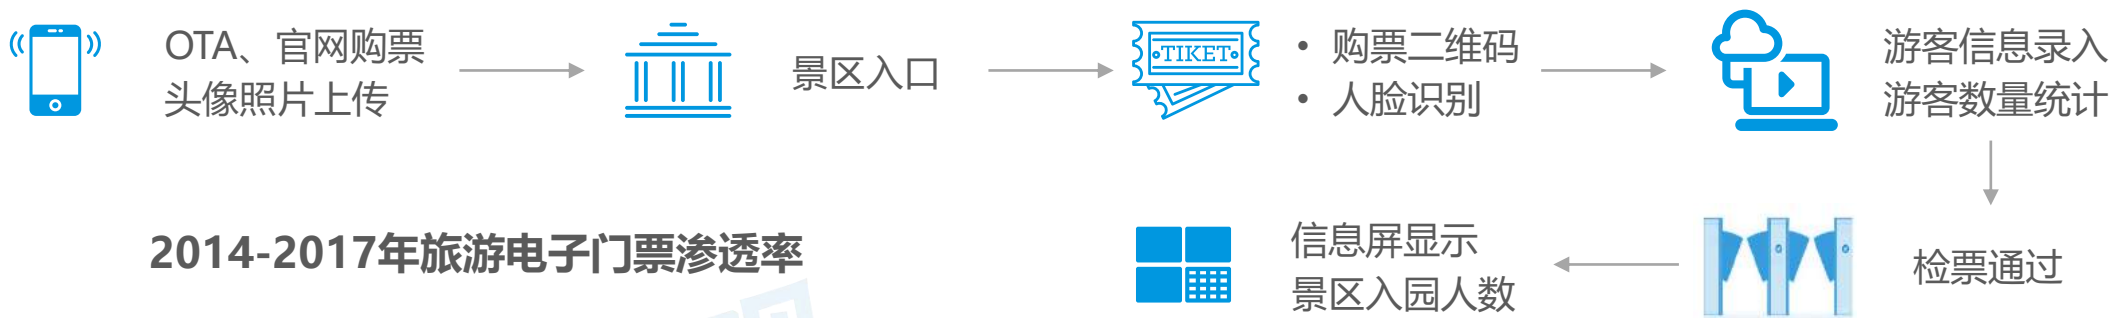 OTA、官网购票
头像照片上传
景区入口
TIKET
• 购票二维码
• 人脸识别
游客信息录入
游客数量统计
检票通过
信息屏显示
景区入园人数
2014-2017年旅游电子门票渗透率